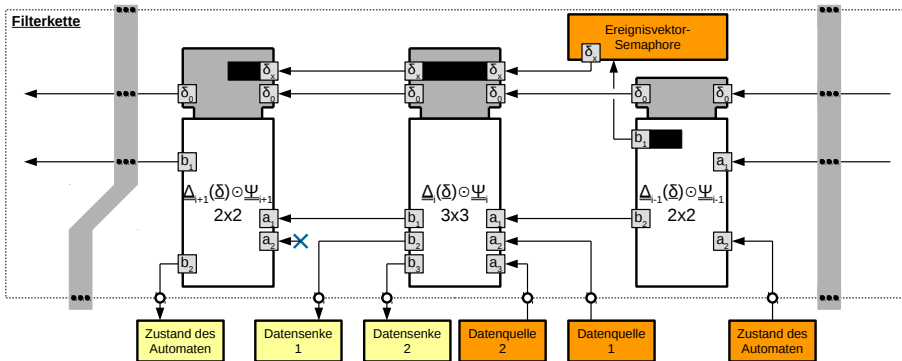 Filterkette
Ereignisvektor-
Semaphore
δx
δx
δx
δx
δ0
δ0
δ0
δ0
δ0
δ0
b1
b1
a1
Δi+1(δ)⊙Ψi+1
2x2
Δi(δ)⊙Ψi
3x3
Δi-1(δ)⊙Ψi-1
2x2
a1
b1
a1
b2
a2
b2
a2
a2
b2
b3
a3
Zustand des
Automaten
Datensenke
1
Datensenke
2
Datenquelle
2
Datenquelle
1
Zustand des
Automaten